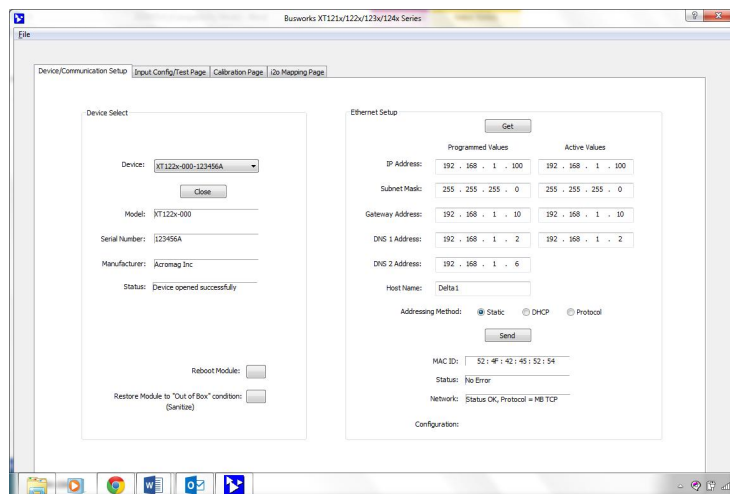 Busworks XT121x/122x/123x/124x Series
File
Device/Communication Setup
Input Config/Test Page
Calibration Page
i2o Mapping Page
Device Select
Device: XT122x-000-123456A
Close
Model: XT122x-000
Serial Number: 123456A
Manufacturer: Acromag Inc
Status: Device opened successfully
Reboot Module:
Restore Module to "Out of Box" condition:
(Sanitize)
Ethernet Setup
Get
Programmed Values Active Values
IP Address: 192 . 168 . 1 . 100 192 . 168 . 1 . 100
Subnet Mask: 255 . 255 . 255 . 0 255 . 255 . 255 . 0
Gateway Address: 192 . 168 . 1 . 10 192 . 168 . 1 . 10
DNS 1 Address: 192 . 168 . 1 . 2 192 . 168 . 1 . 2
DNS 2 Address: 192 . 168 . 1 . 6
Host Name: Delta1
Addressing Method: Static DHCP Protocol
Send
MAC ID: 52 : 4F : 42 : 45 : 52 : 54
Status: No Error
Network: Status OK, Protocol = MB TCP
Configuration: